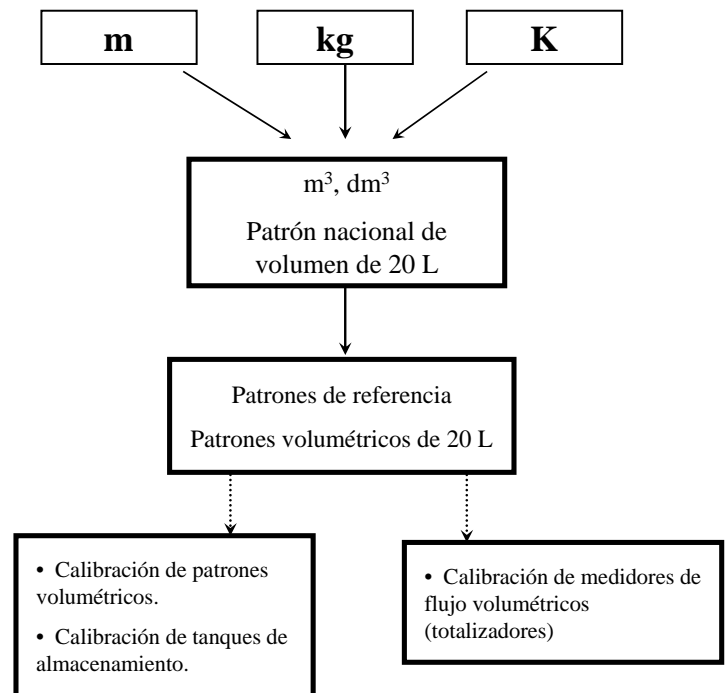 m
kg
K
m³, dm³
Patrón nacional de
volumen de 20 L
Patrones de referencia
Patrones volumétricos de 20 L
• Calibración de patrones
volumétricos.
• Calibración de tanques de
almacenamiento.
• Calibración de medidores de
flujo volumétricos
(totalizadores)